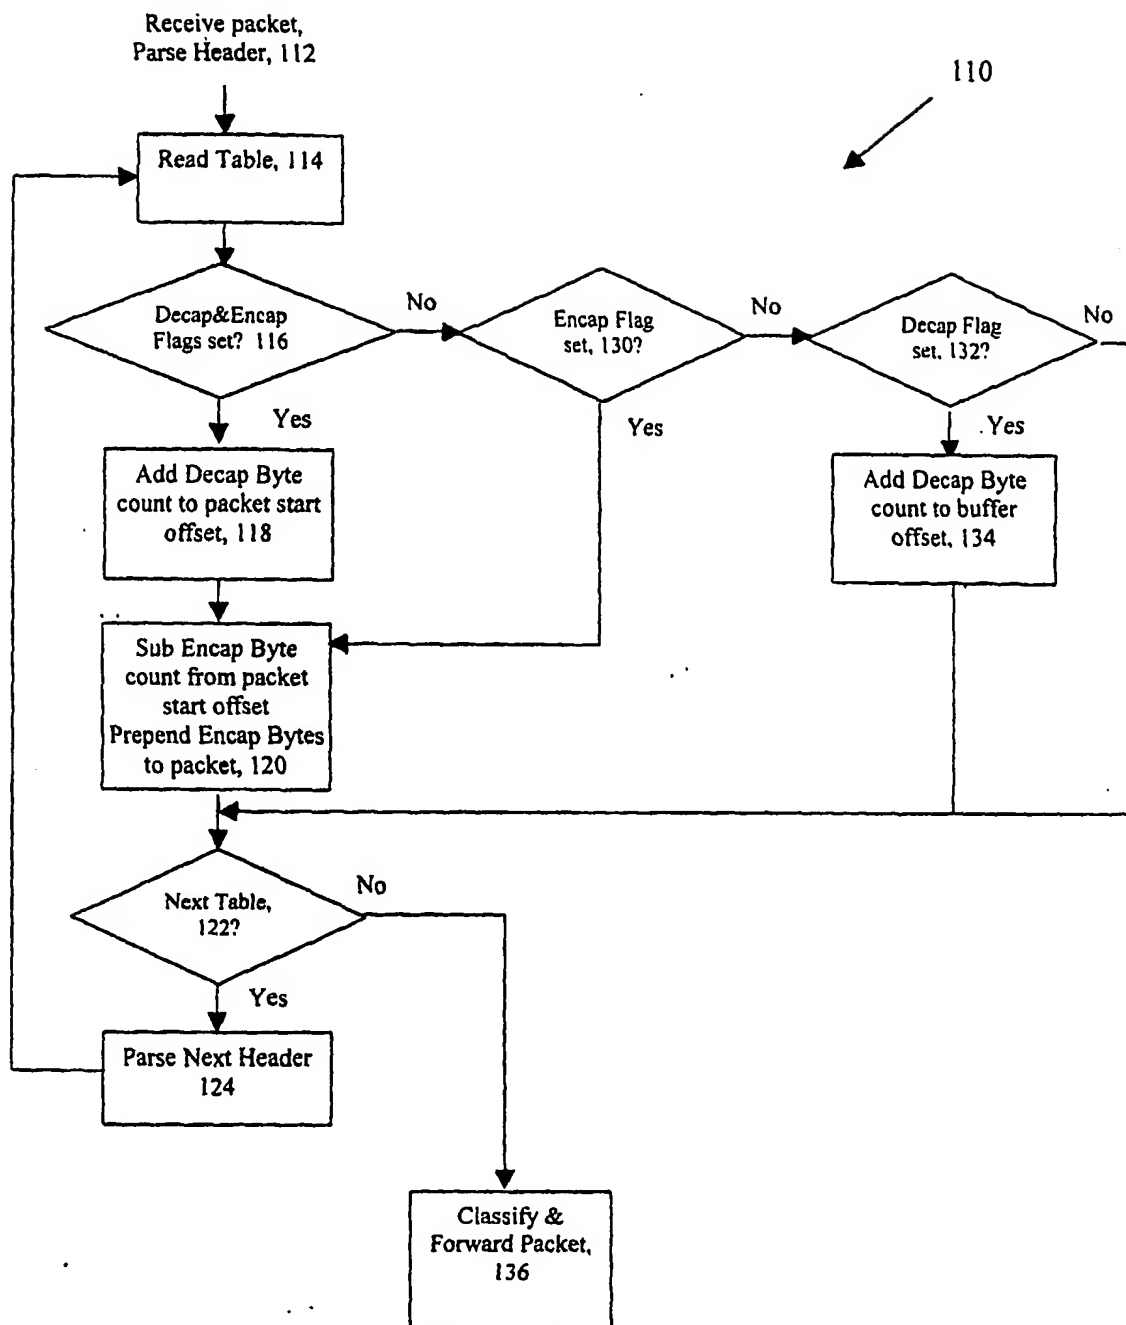 Receive packet,
Parse Header, 112
110
Read Table, 114
Decap&Encap
Flags set? 116
No
Encap Flag
set, 130?
No
Decap Flag
set, 132?
No
Yes
Yes
Yes
Add Decap Byte
count to packet start
offset, 118
Add Decap Byte
count to buffer
offset, 134
Sub Encap Byte
count from packet
start offset
Prepend Encap Bytes
to packet, 120
Next Table,
122?
No
Yes
Parse Next Header
124
Classify &
Forward Packet,
136